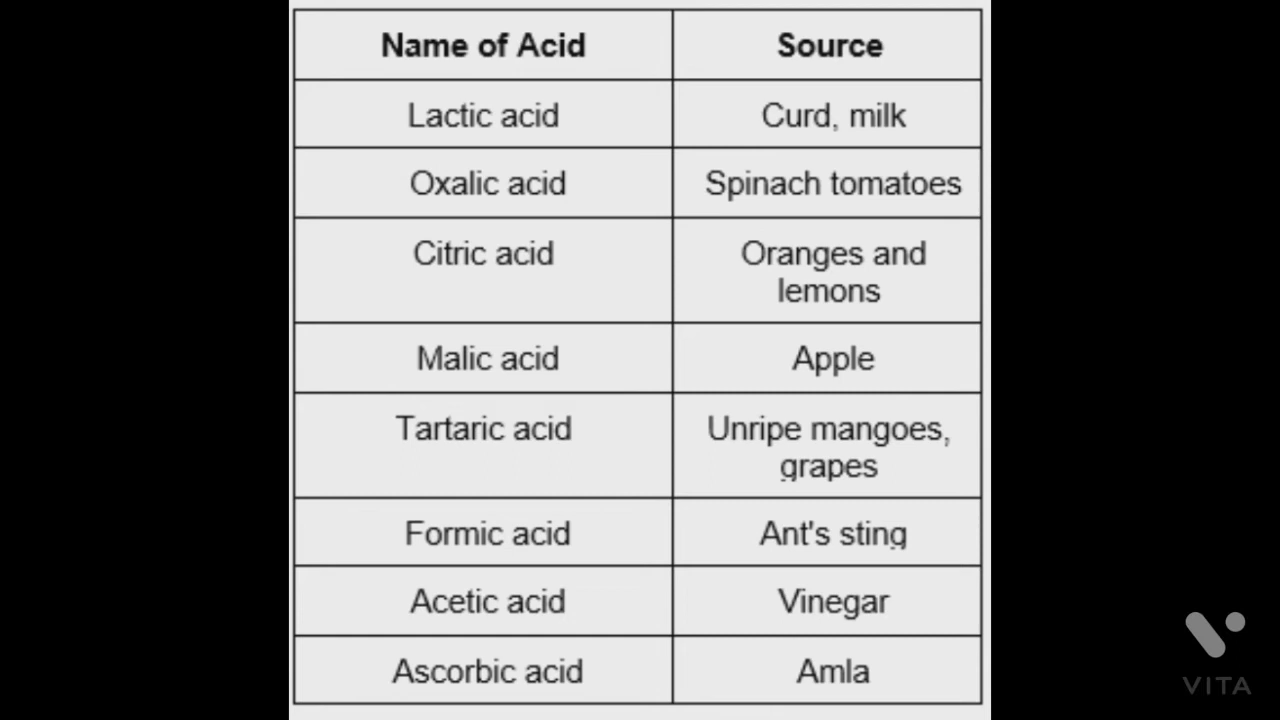 Name of Acid Source
Lactic acid Curd, milk
Oxalic acid Spinach tomatoes
Citric acid Oranges and
lemons
Malic acid Apple
Tartaric acid Unripe mangoes,
grapes
Formic acid Ant's sting
Acetic acid Vinegar
Ascorbic acid Amla
VITA